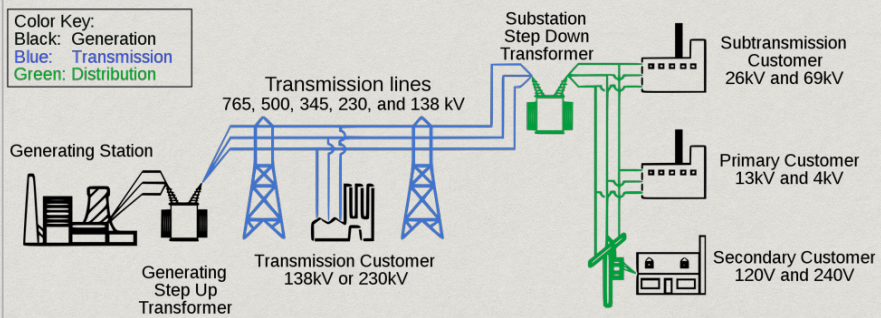 Color Key:
Black: Generation
Blue: Transmission
Green: Distribution
Substation
Step Down
Transformer
Subtransmission
Customer
26kV and 69kV
Transmission lines
765, 500, 345, 230, and 138 kV
Generating Station
Primary Customer
13kV and 4kV
Transmission Customer
138kV or 230kV
Generating
Step Up
Transformer
Secondary Customer
120V and 240V